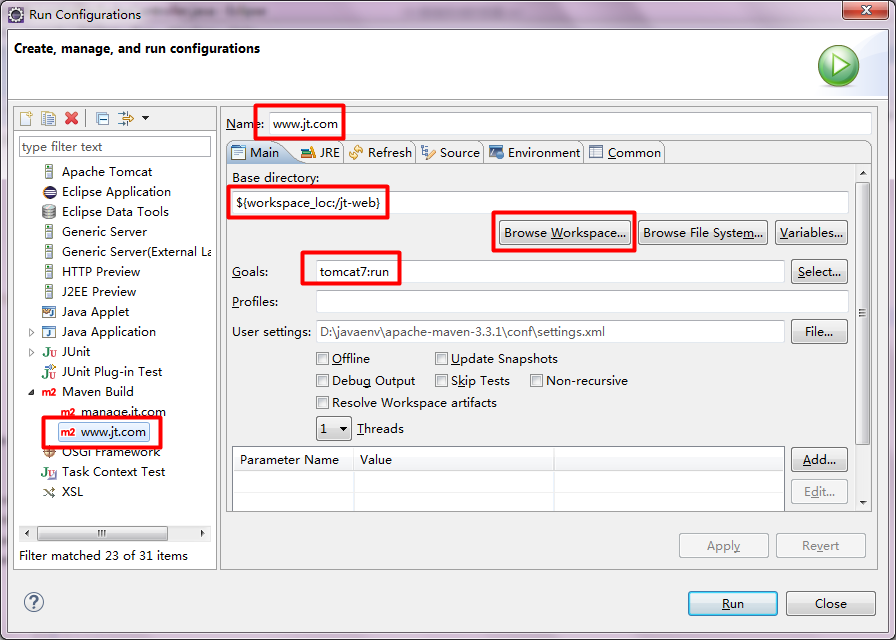 Run Configurations
Create, manage, and run configurations
type filter text
Apache Tomcat
Eclipse Application
Eclipse Data Tools
Generic Server
Generic Server(External La
HTTP Preview
J2EE Preview
Java Applet
Java Application
JUnit
JUnit Plug-in Test
Maven Build
manage.jt.com
www.jt.com
OSGi Framework
Task Context Test
XSL
Filter matched 23 of 31 items
Name: www.jt.com
Main JRE Refresh Source Environment Common
Base directory:
${workspace_loc:/jt-web}
Browse Workspace... Browse File System... Variables...
Goals: tomcat7:run Select...
Profiles:
User settings: D:\javaenv\apache-maven-3.3.1\conf\settings.xml File...
Offline Update Snapshots
Debug Output Skip Tests Non-recursive
Resolve Workspace artifacts
1 Threads
Parameter Name Value Add...
Edit...
Apply Revert
Run Close